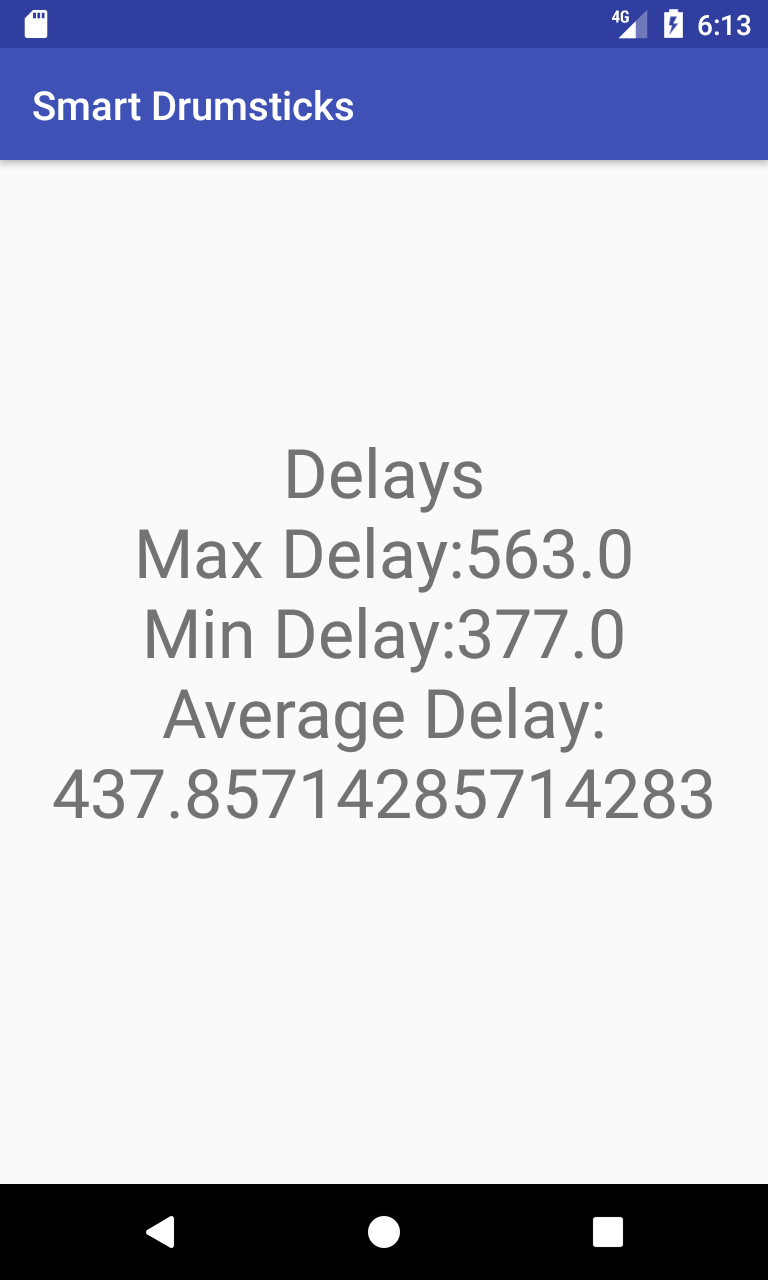 4G 6:13
Smart Drumsticks
Delays
Max Delay:563.0
Min Delay:377.0
Average Delay:
437.85714285714283